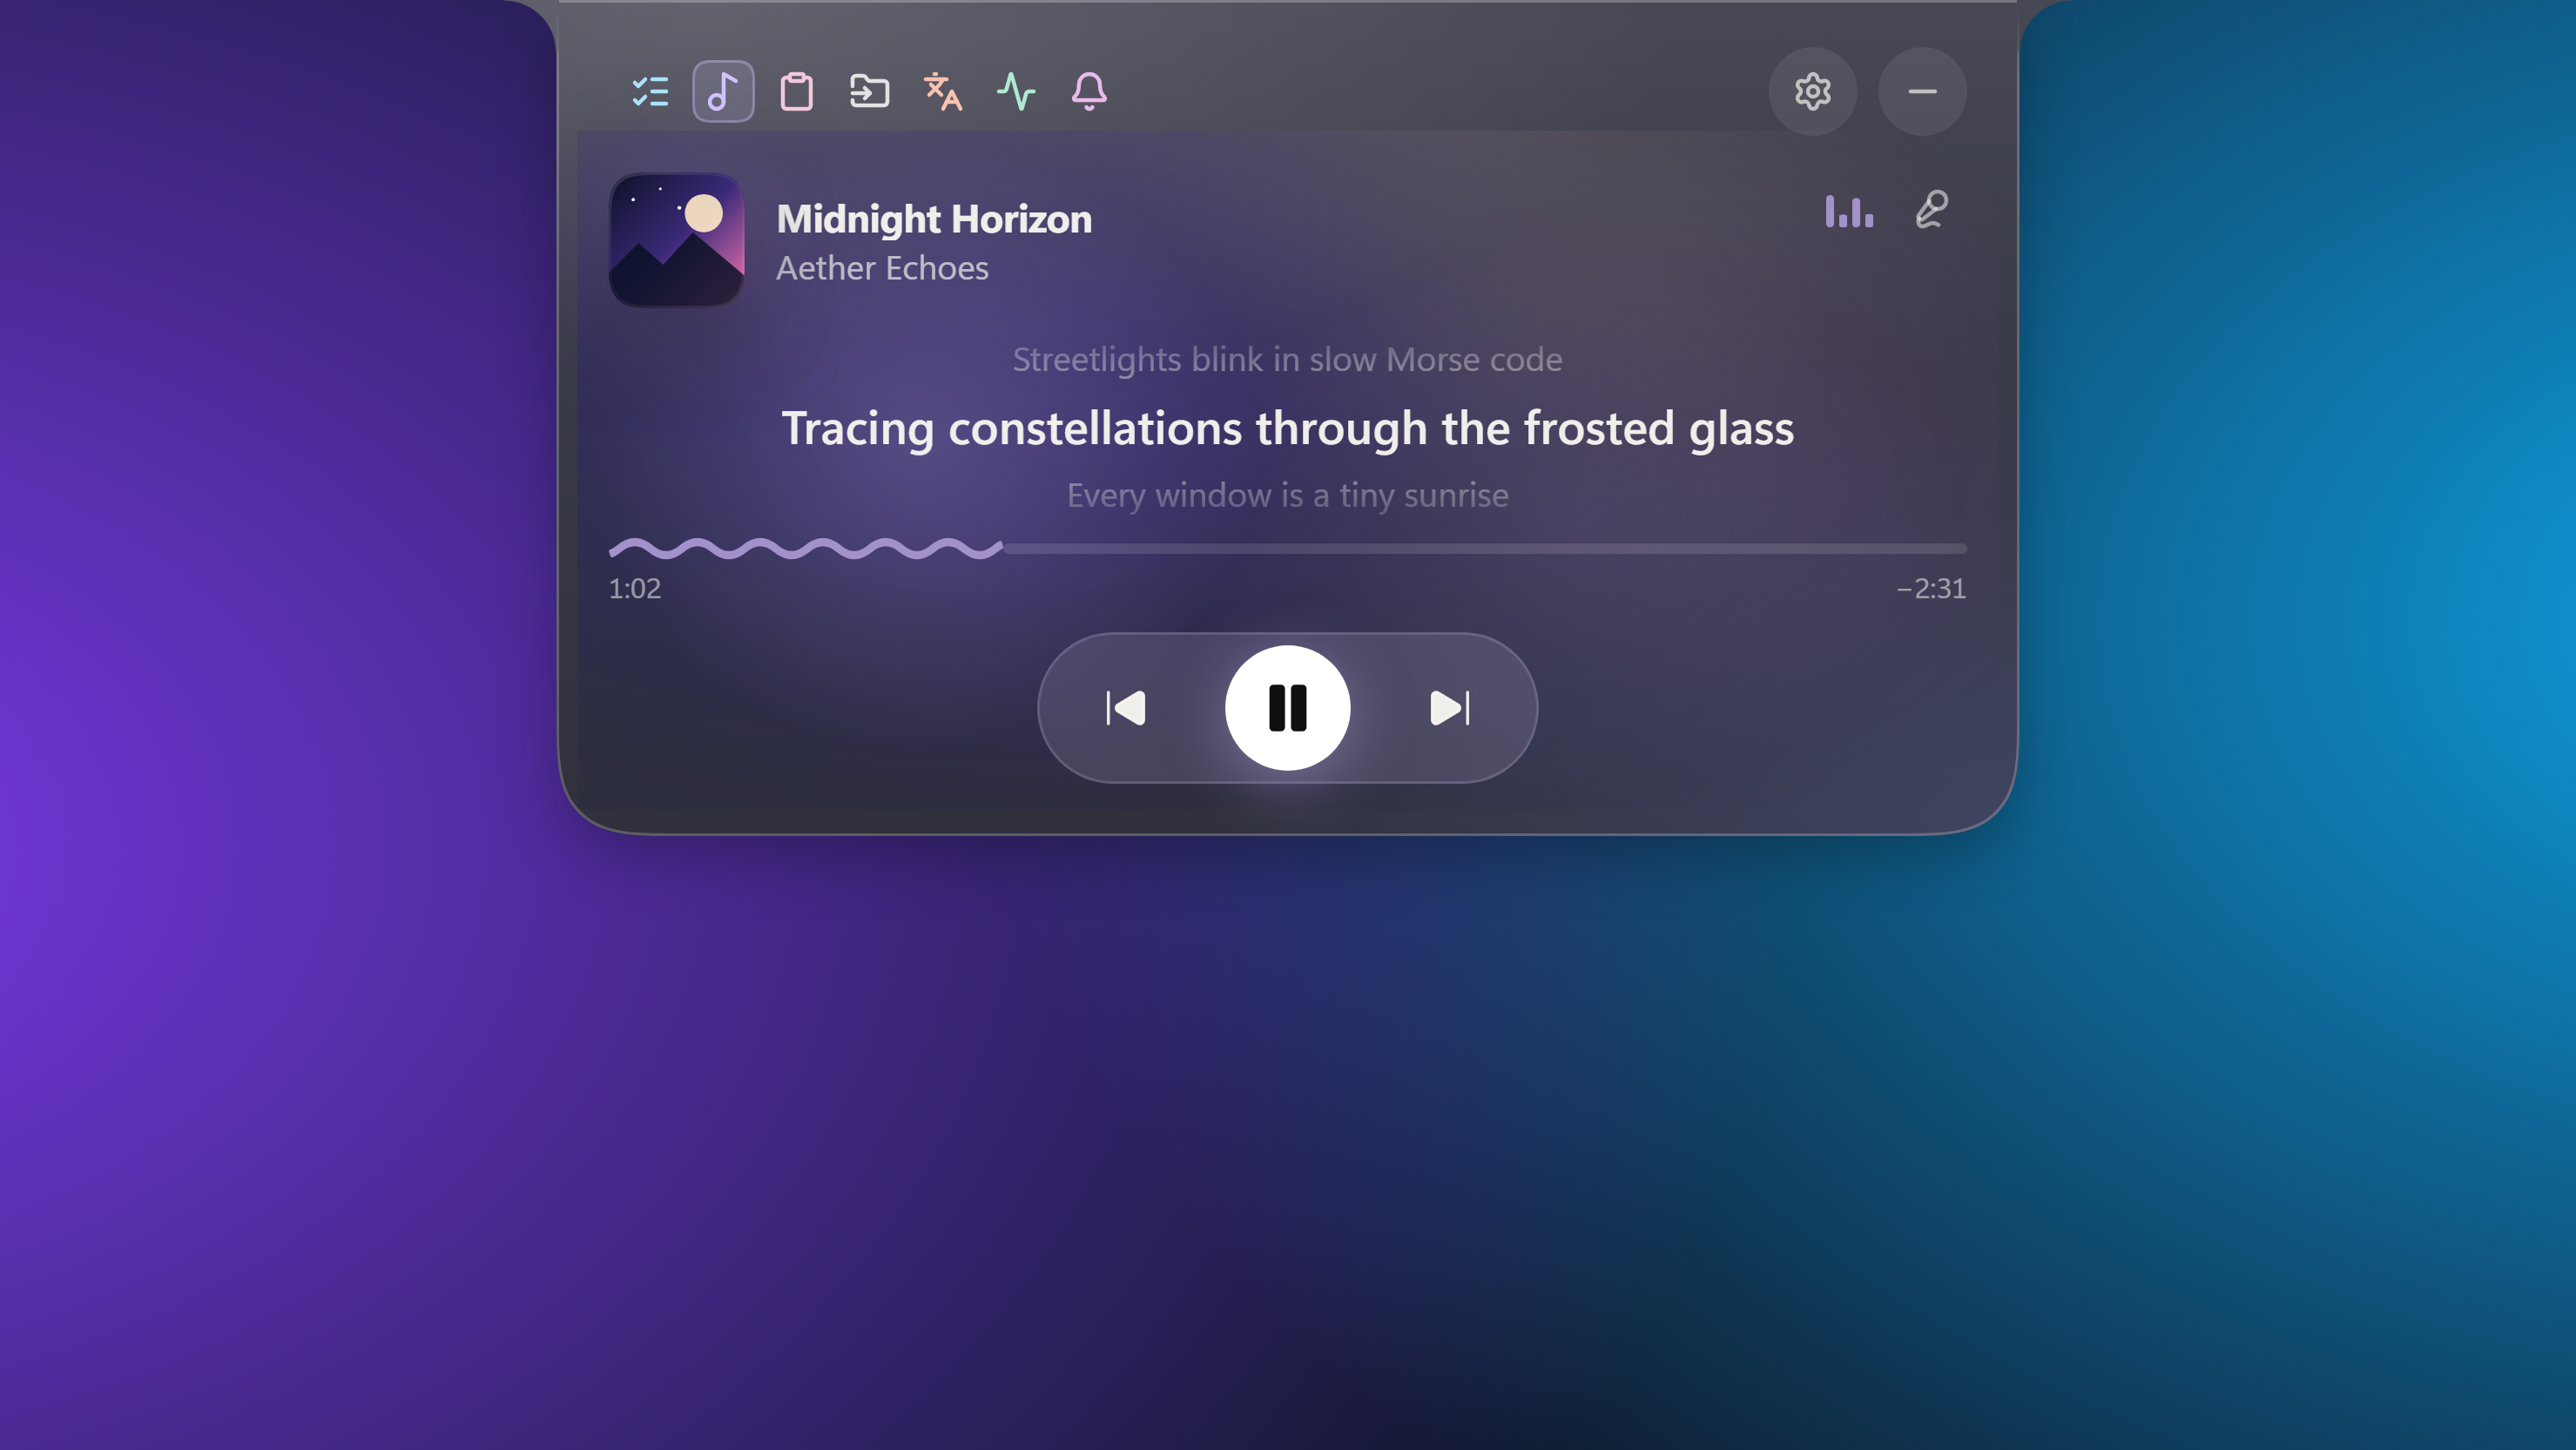 Midnight Horizon
Aether Echoes
Streetlights blink in slow Morse code
Tracing constellations through the frosted glass
Every window is a tiny sunrise
1:02
−2:31